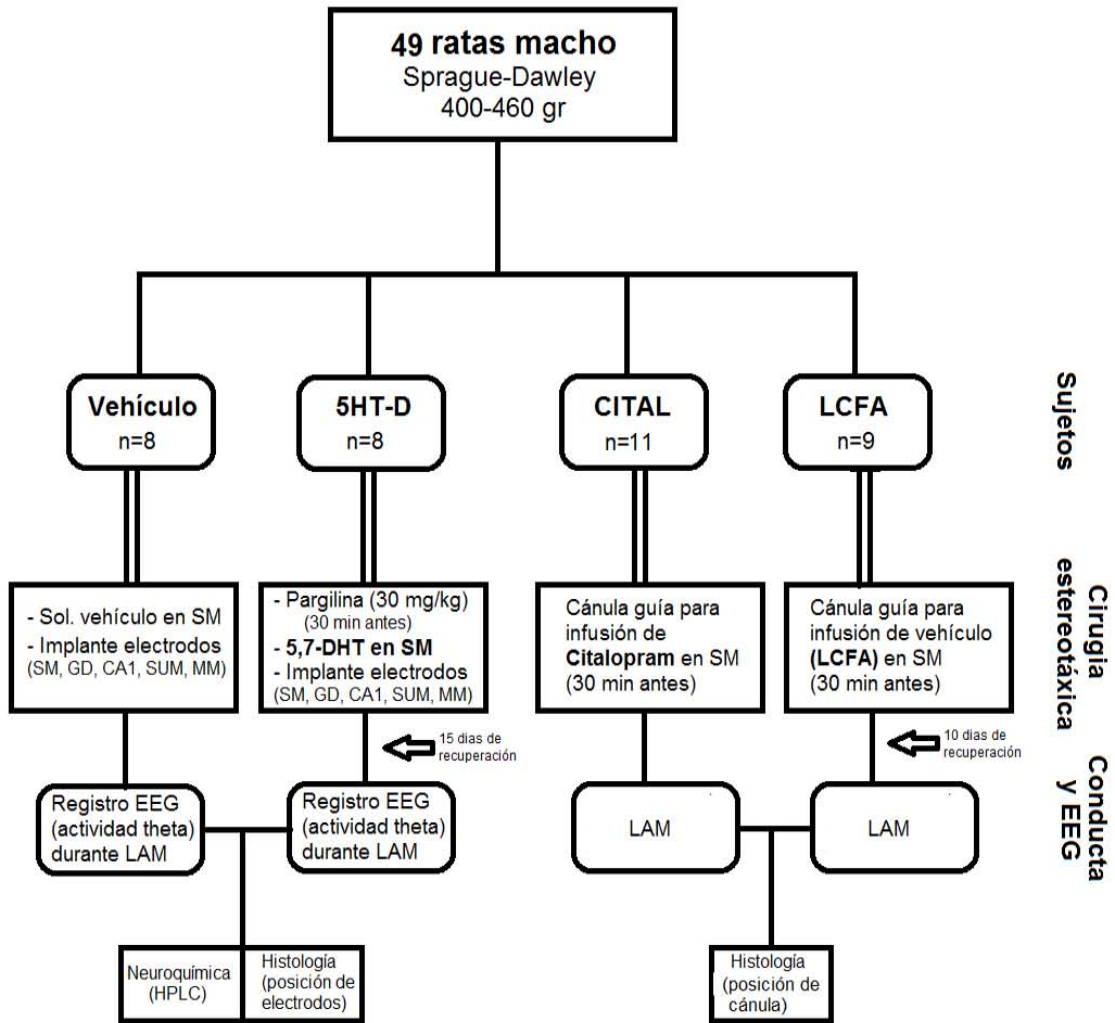 49 ratas macho
Sprague-Dawley
400-460 gr
Vehículo
n=8
5HT-D
n=8
CITAL
n=11
LCFA
n=9
Sujetos
- Sol. vehículo en SM
- Implante electrodos
(SM, GD, CA1, SUM, MM)
- Pargilina (30 mg/kg)
(30 min antes)
- 5,7-DHT en SM
- Implante electrodos
(SM, GD, CA1, SUM, MM)
Cánula guía para
infusión de
Citalopram en SM
(30 min antes)
Cánula guía para
infusión de vehículo
(LCFA) en SM
(30 min antes)
Cirugia
estereotáxica
15 dias de
recuperación
10 dias de
recuperación
Registro EEG
(actividad theta)
durante LAM
Registro EEG
(actividad theta)
durante LAM
LAM
LAM
Conducta
y EEG
Neuroquímica
(HPLC)
Histología
(posición de
electrodos)
Histología
(posición de
cánula)